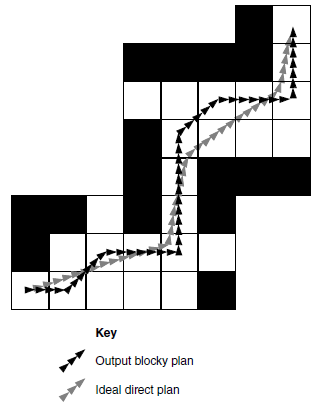 Key
Output blocky plan
Ideal direct plan